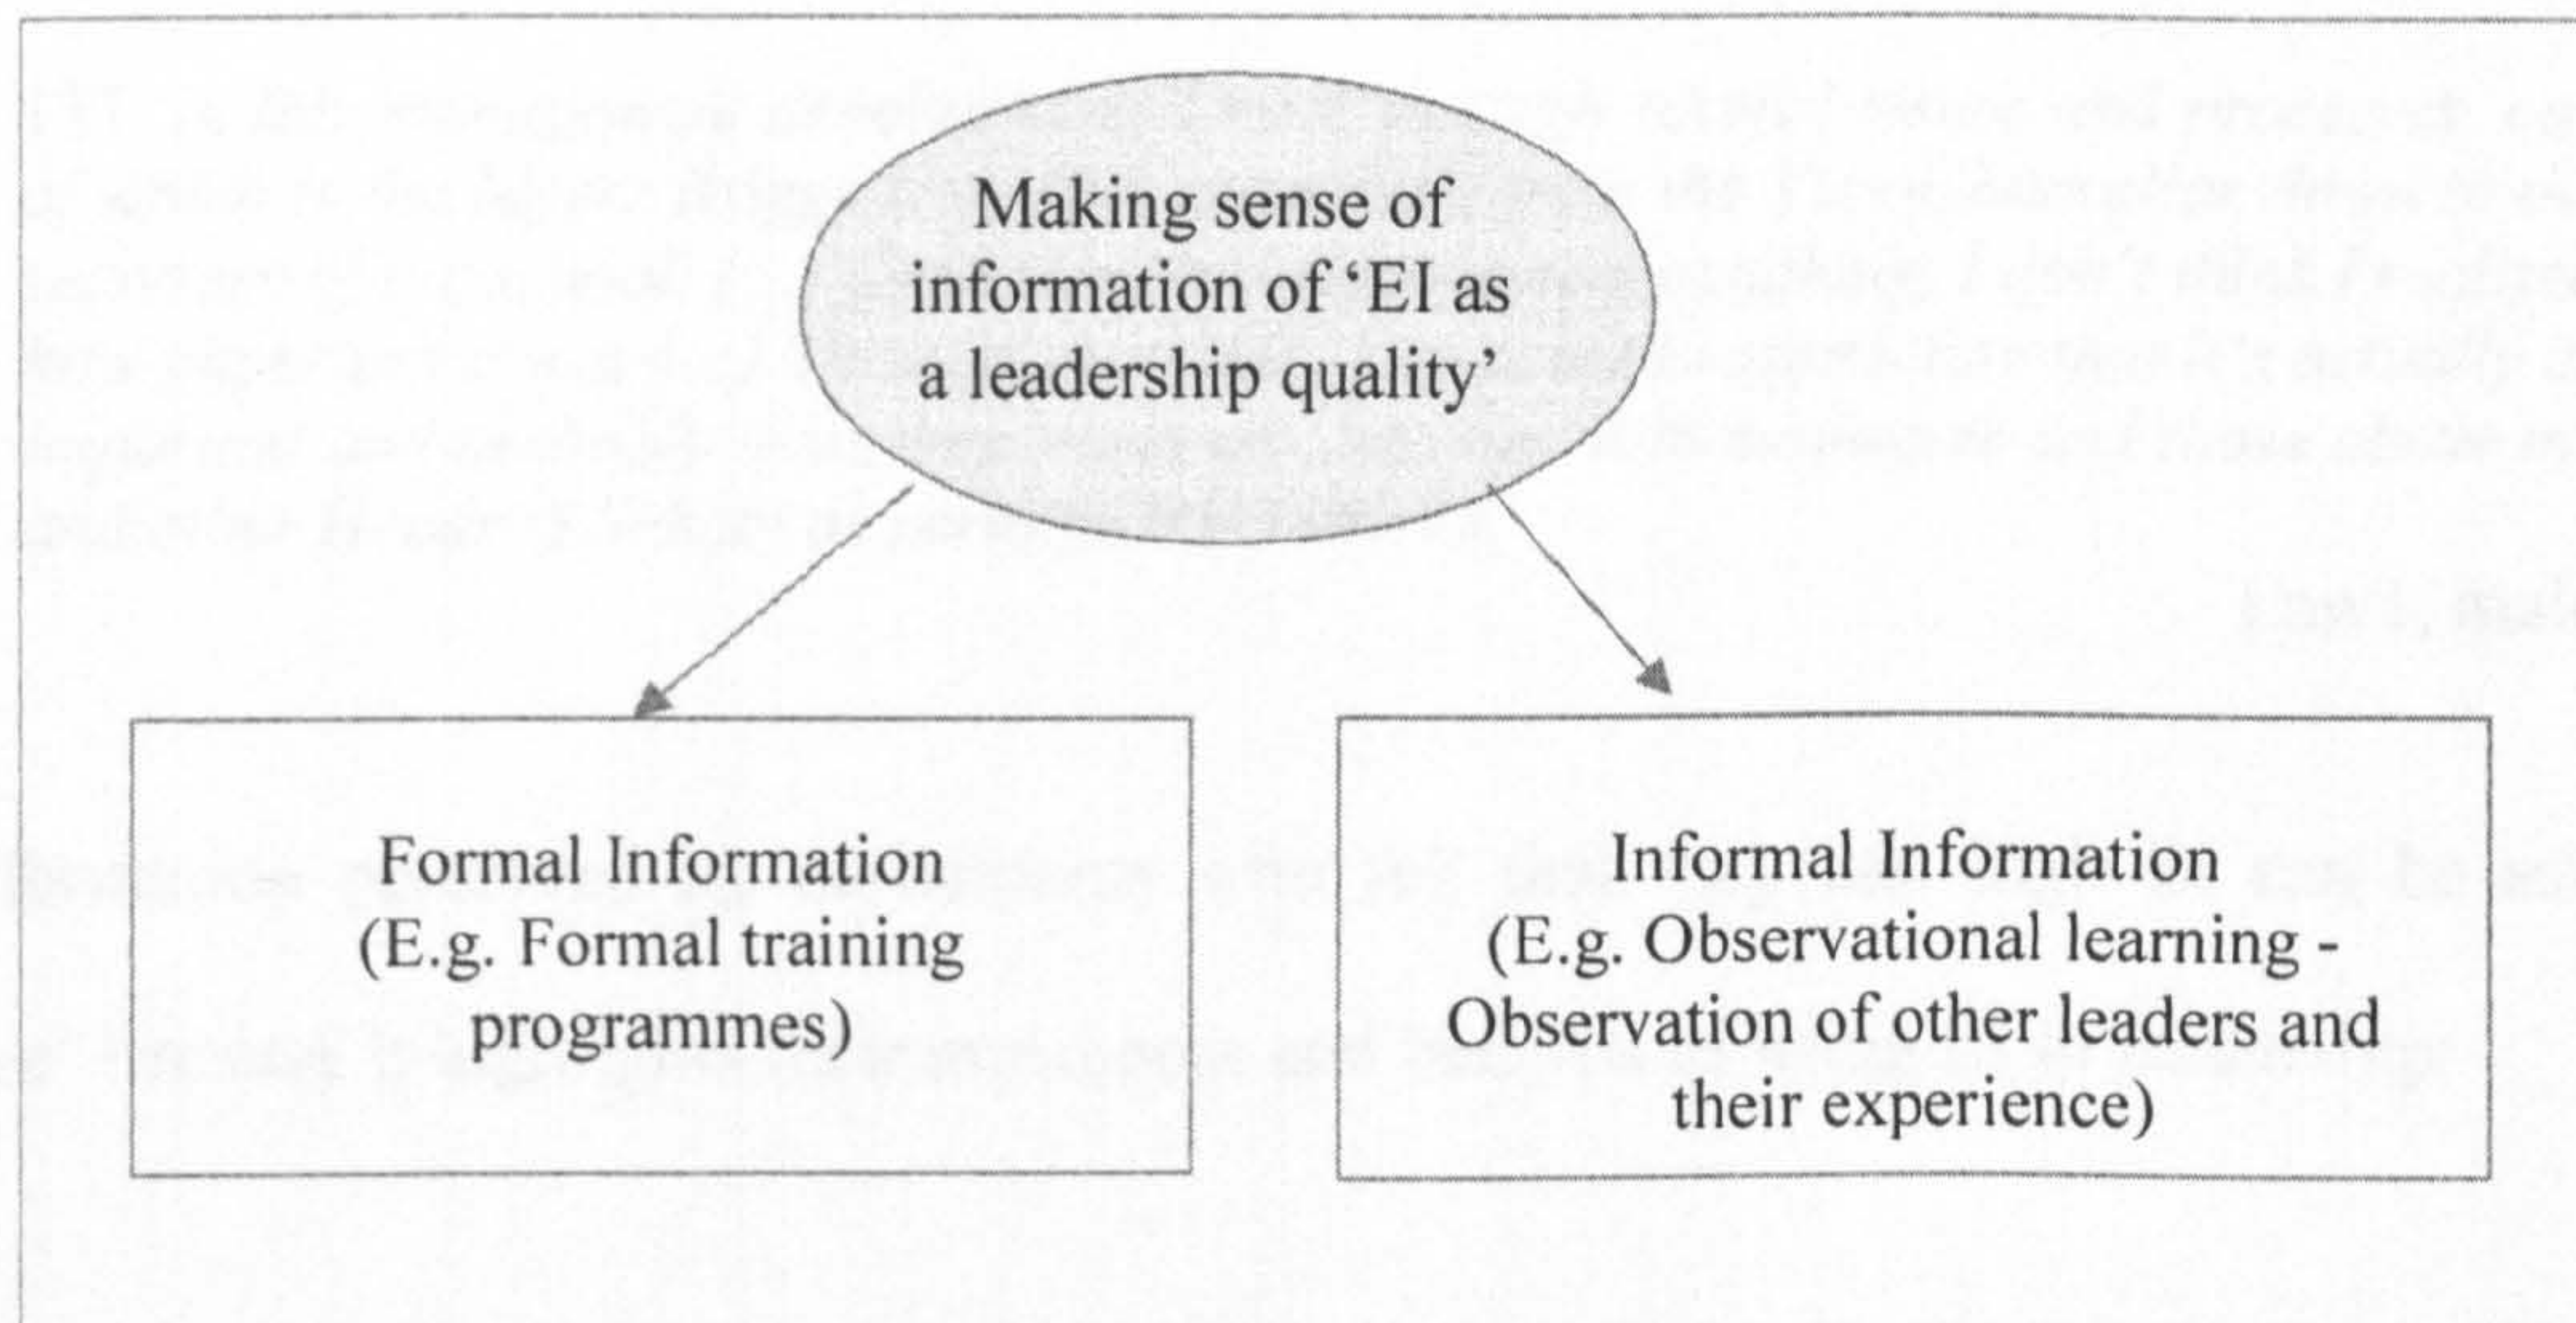 Making sense of
information of ‘EI as
a leadership quality’
Formal Information
(E.g. Formal training
programmes)
Informal Information
(E.g. Observational learning -
Observation of other leaders and
their experience)